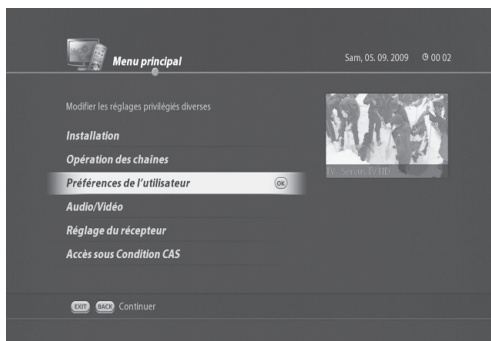 Menu principal
Sam, 05. 09. 2009 00 02
Modifier les réglages privilégiés diverses
Installation
Opération des chaînes
Préférences de l'utilisateur OK
Audio/Vidéo
Réglage du récepteur
Accès sous Condition CAS
EXIT BACK Continuer